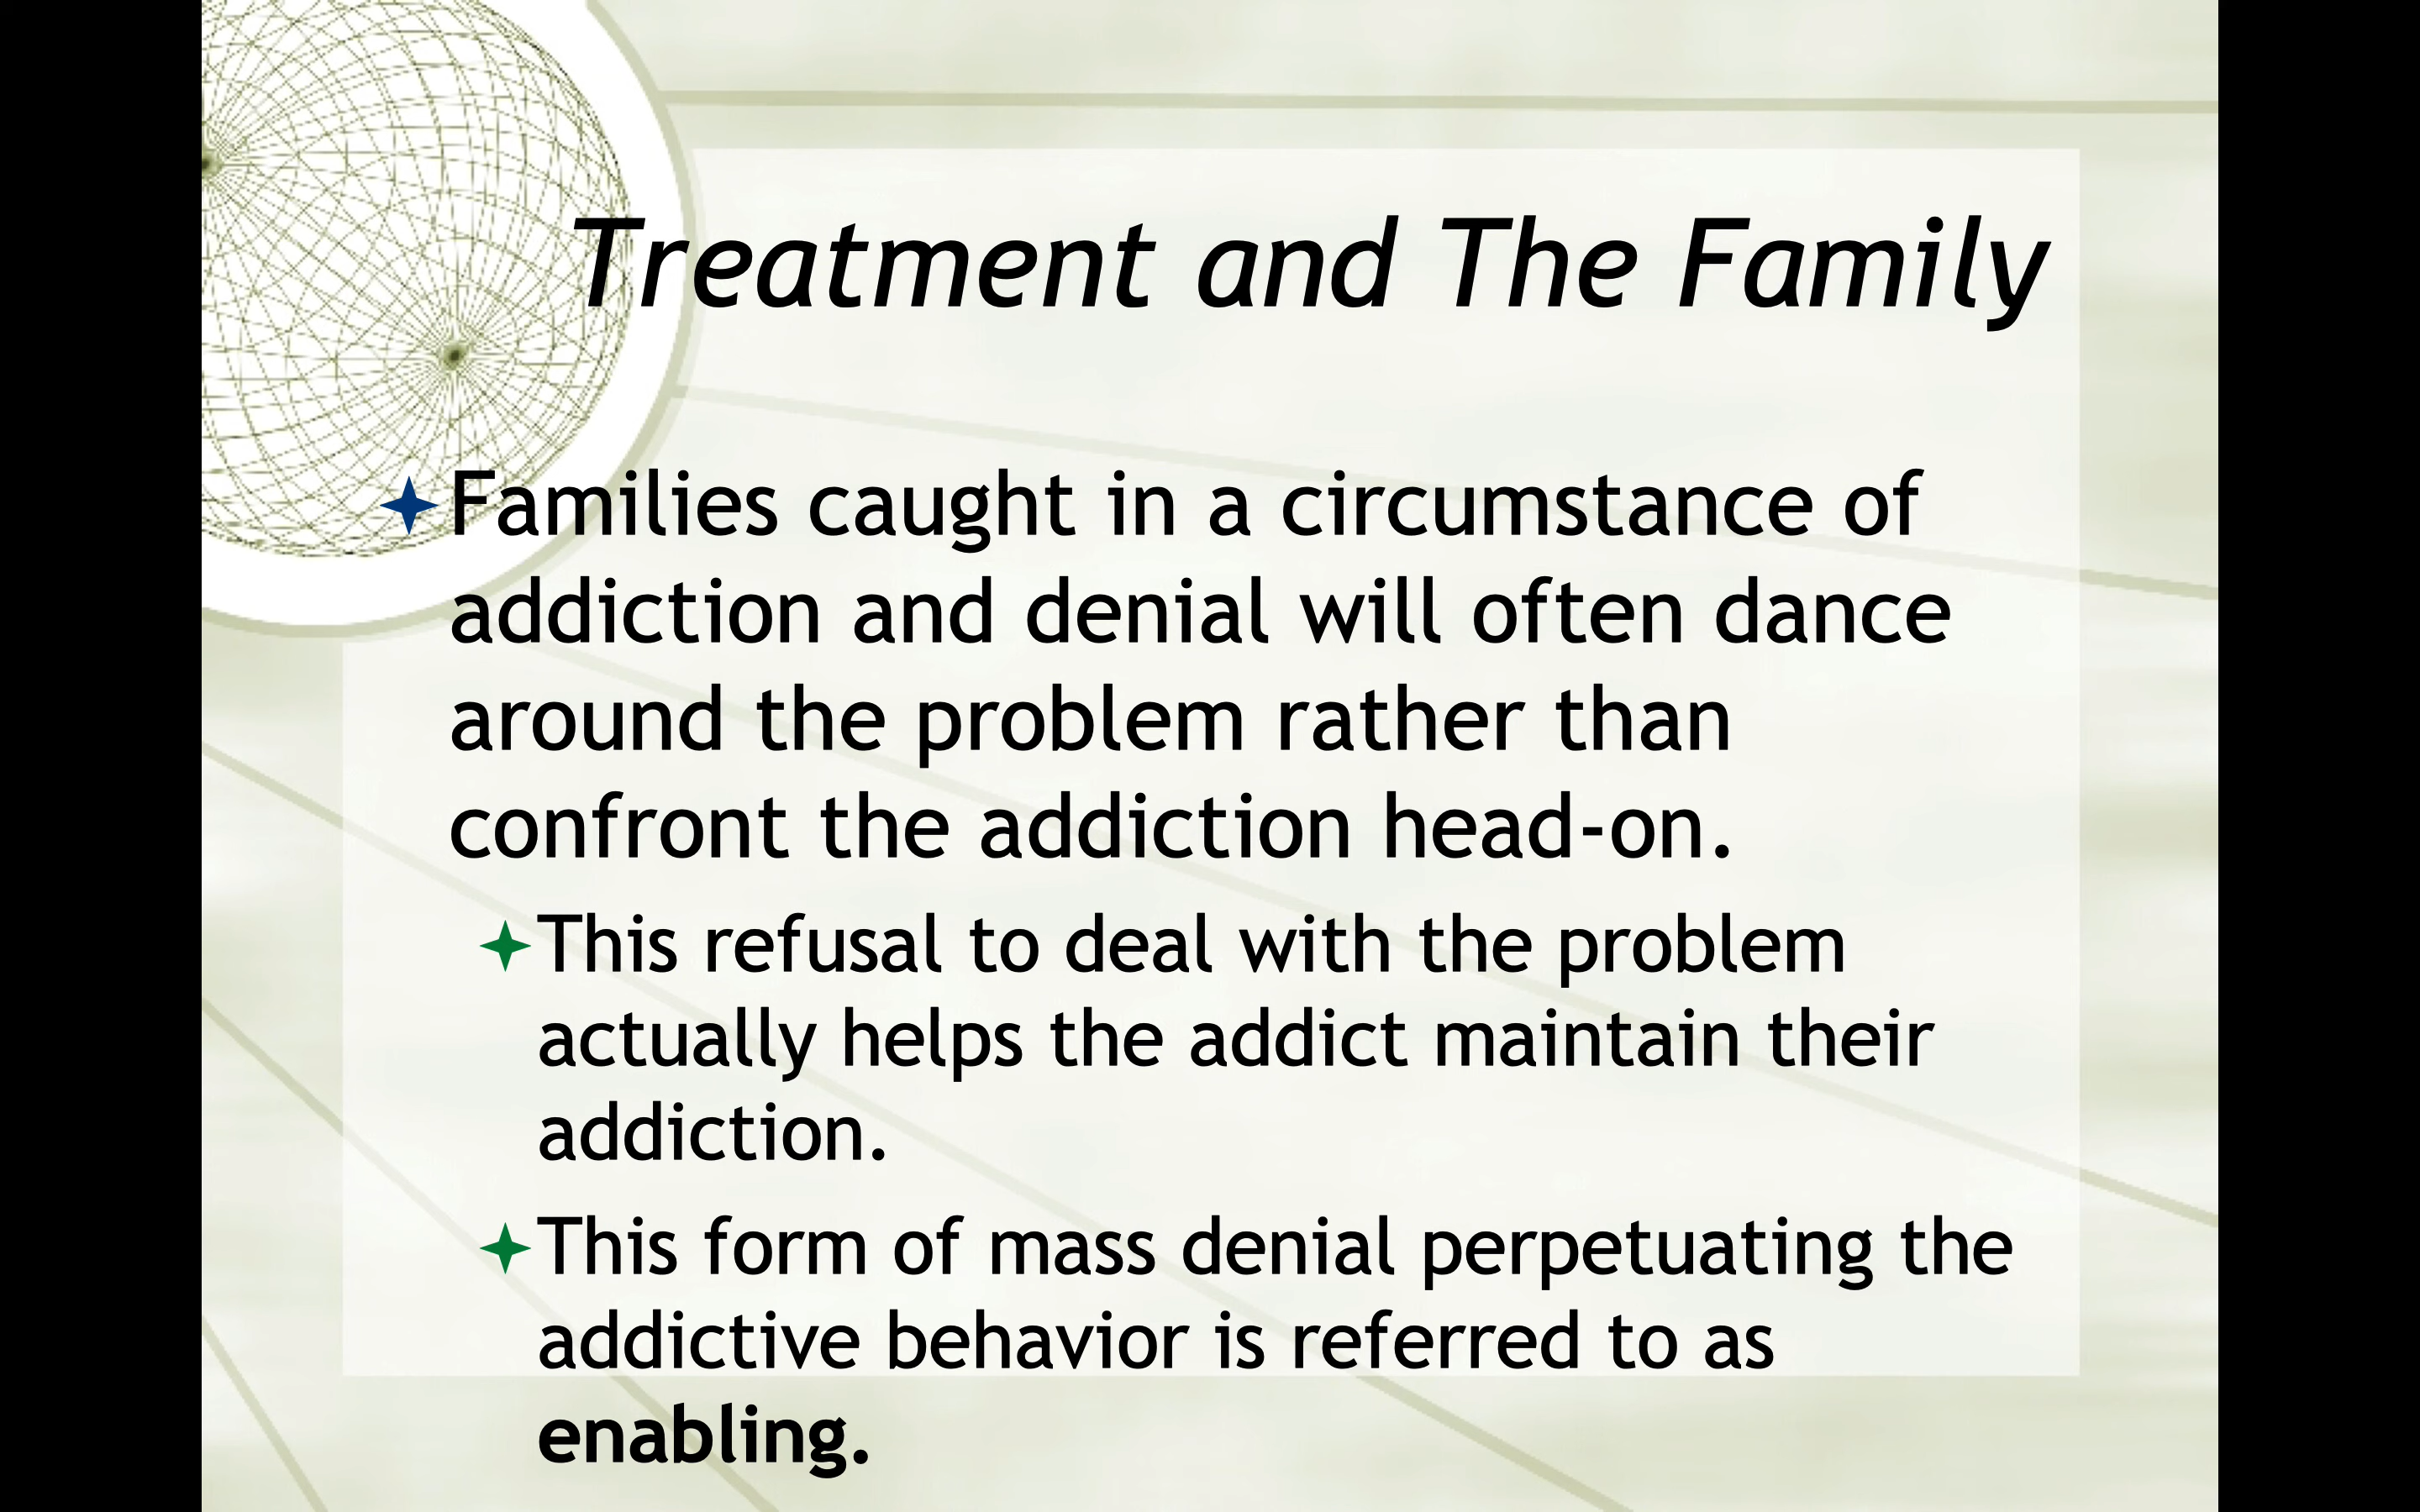 Treatment and The Family
Families caught in a circumstance of
addiction and denial will often dance
around the problem rather than
confront the addiction head-on.
This refusal to deal with the problem
actually helps the addict maintain their
addiction.
This form of mass denial perpetuating the
addictive behavior is referred to as
enabling.